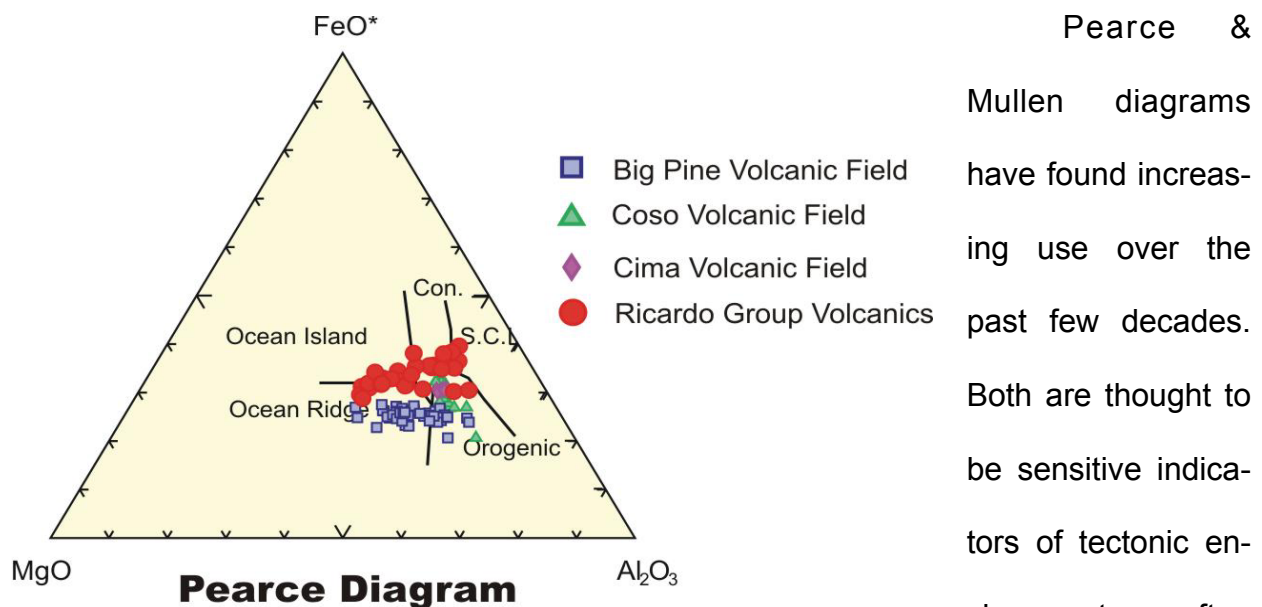 FeO*
Con.
Ocean Island
S.C.I
Ocean Ridge
Orogenic
MgO
Al₂O₃
Pearce Diagram
Big Pine Volcanic Field
Coso Volcanic Field
Cima Volcanic Field
Ricardo Group Volcanics
Pearce &
Mullen diagrams
have found increas-
ing use over the
past few decades.
Both are thought to
be sensitive indica-
tors of tectonic en-